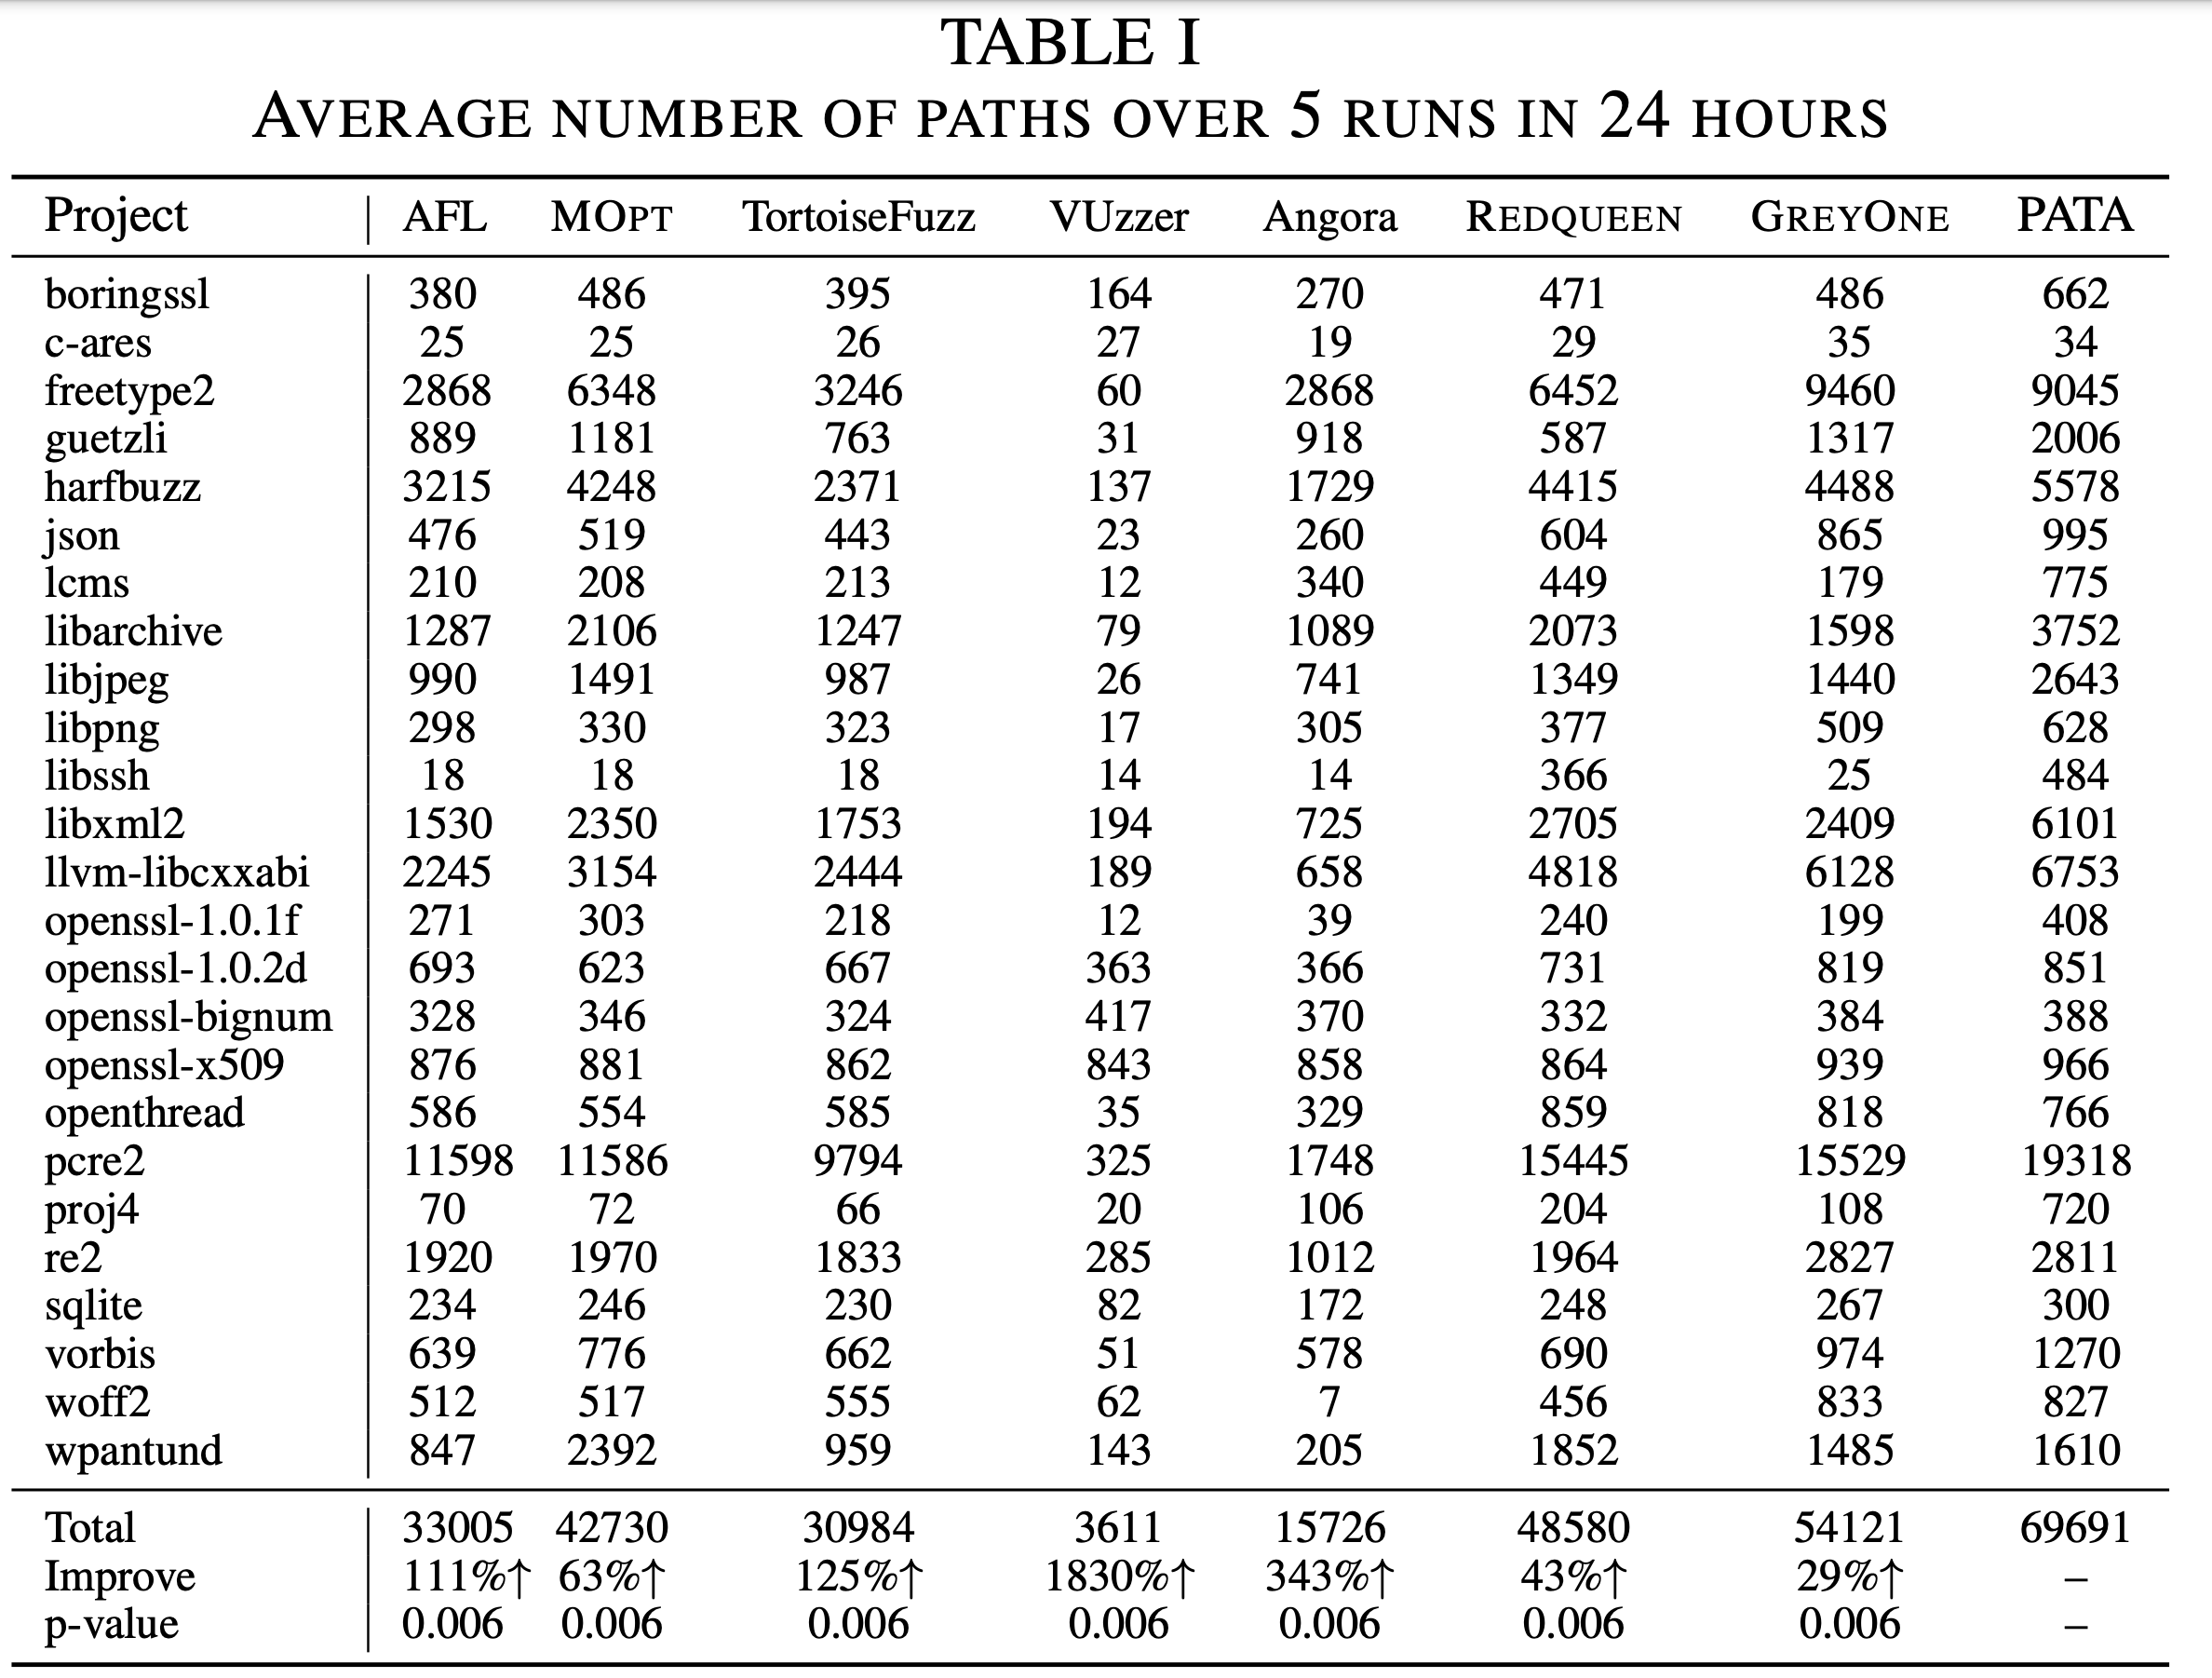 TABLE I
AVERAGE NUMBER OF PATHS OVER 5 RUNS IN 24 HOURS
Project AFL MOPT TortoiseFuzz VUzzer Angora REDQUEEN GREYONE PATA
boringssl 380 486 395 164 270 471 486 662
c-ares 25 25 26 27 19 29 35 34
freetype2 2868 6348 3246 60 2868 6452 9460 9045
guetzli 889 1181 763 31 918 587 1317 2006
harfbuzz 3215 4248 2371 137 1729 4415 4488 5578
json 476 519 443 23 260 604 865 995
lcms 210 208 213 12 340 449 179 775
libarchive 1287 2106 1247 79 1089 2073 1598 3752
libjpeg 990 1491 987 26 741 1349 1440 2643
libpng 298 330 323 17 305 377 509 628
libssh 18 18 18 14 14 366 25 484
libxml2 1530 2350 1753 194 725 2705 2409 6101
llvm-libcxxabi 2245 3154 2444 189 658 4818 6128 6753
openssl-1.0.1f 271 303 218 12 39 240 199 408
openssl-1.0.2d 693 623 667 363 366 731 819 851
openssl-bignum 328 346 324 417 370 332 384 388
openssl-x509 876 881 862 843 858 864 939 966
openthread 586 554 585 35 329 859 818 766
pcre2 11598 11586 9794 325 1748 15445 15529 19318
proj4 70 72 66 20 106 204 108 720
re2 1920 1970 1833 285 1012 1964 2827 2811
sqlite 234 246 230 82 172 248 267 300
vorbis 639 776 662 51 578 690 974 1270
woff2 512 517 555 62 7 456 833 827
wpantund 847 2392 959 143 205 1852 1485 1610
Total 33005 42730 30984 3611 15726 48580 54121 69691
Improve 111%↑ 63%↑ 125%↑ 1830%↑ 343%↑ 43%↑ 29%↑ –
p-value 0.006 0.006 0.006 0.006 0.006 0.006 0.006 –